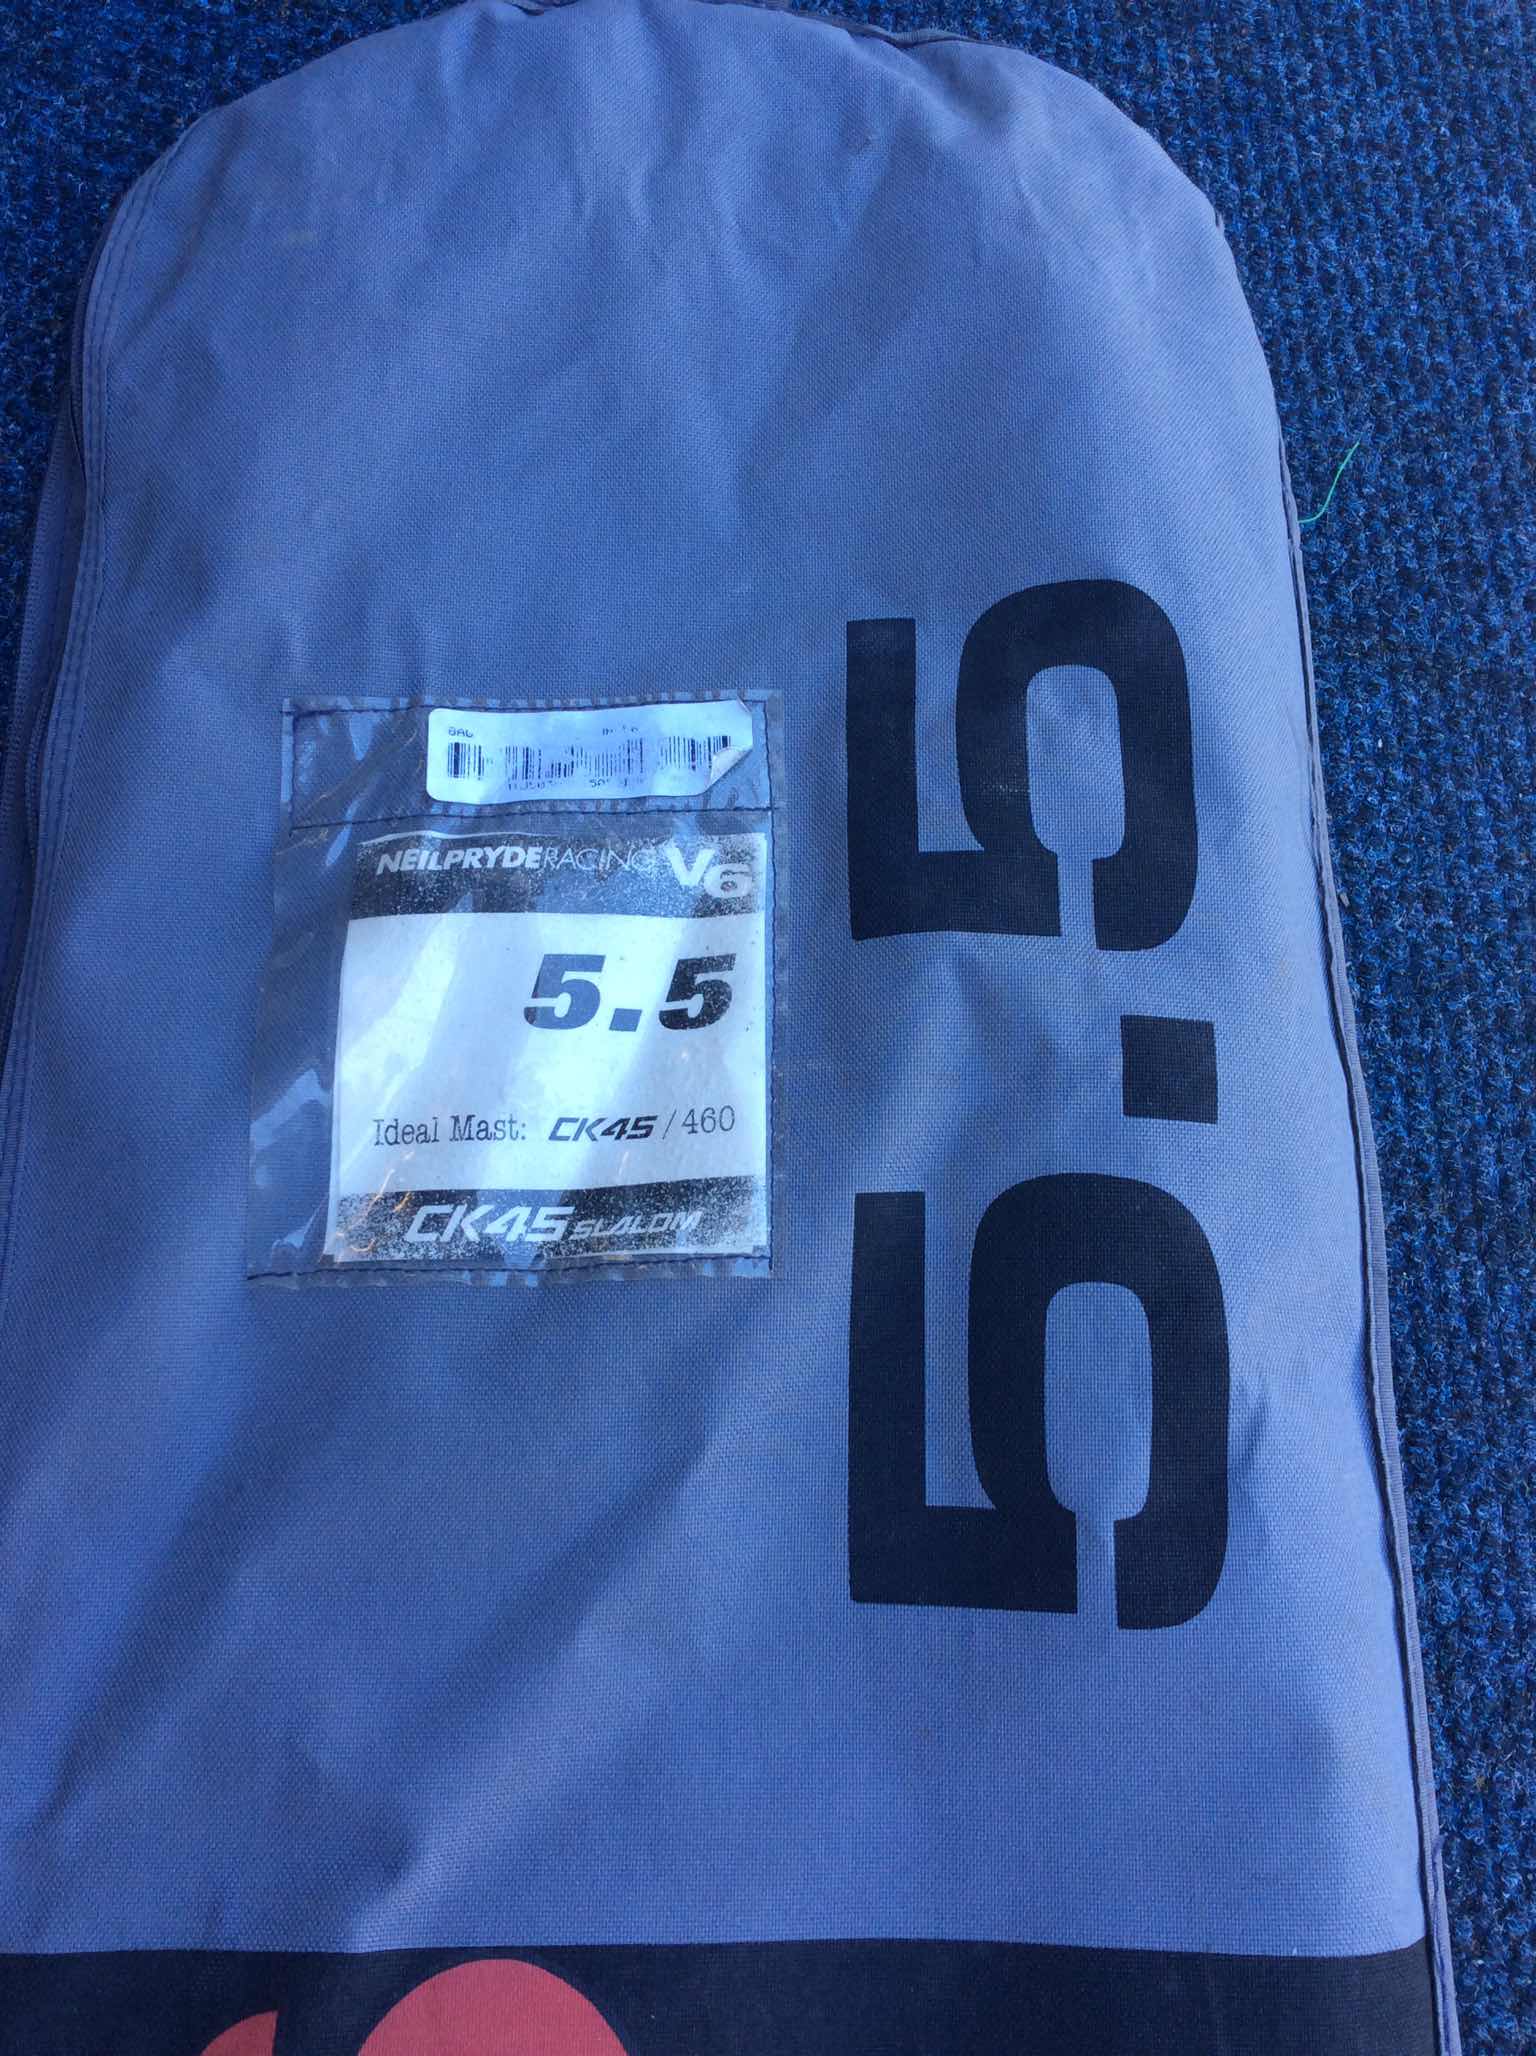 NEILPRYDERACING V6
5.5
Ideal Mast: CK45 / 460
CK45 SLALOM
5.5